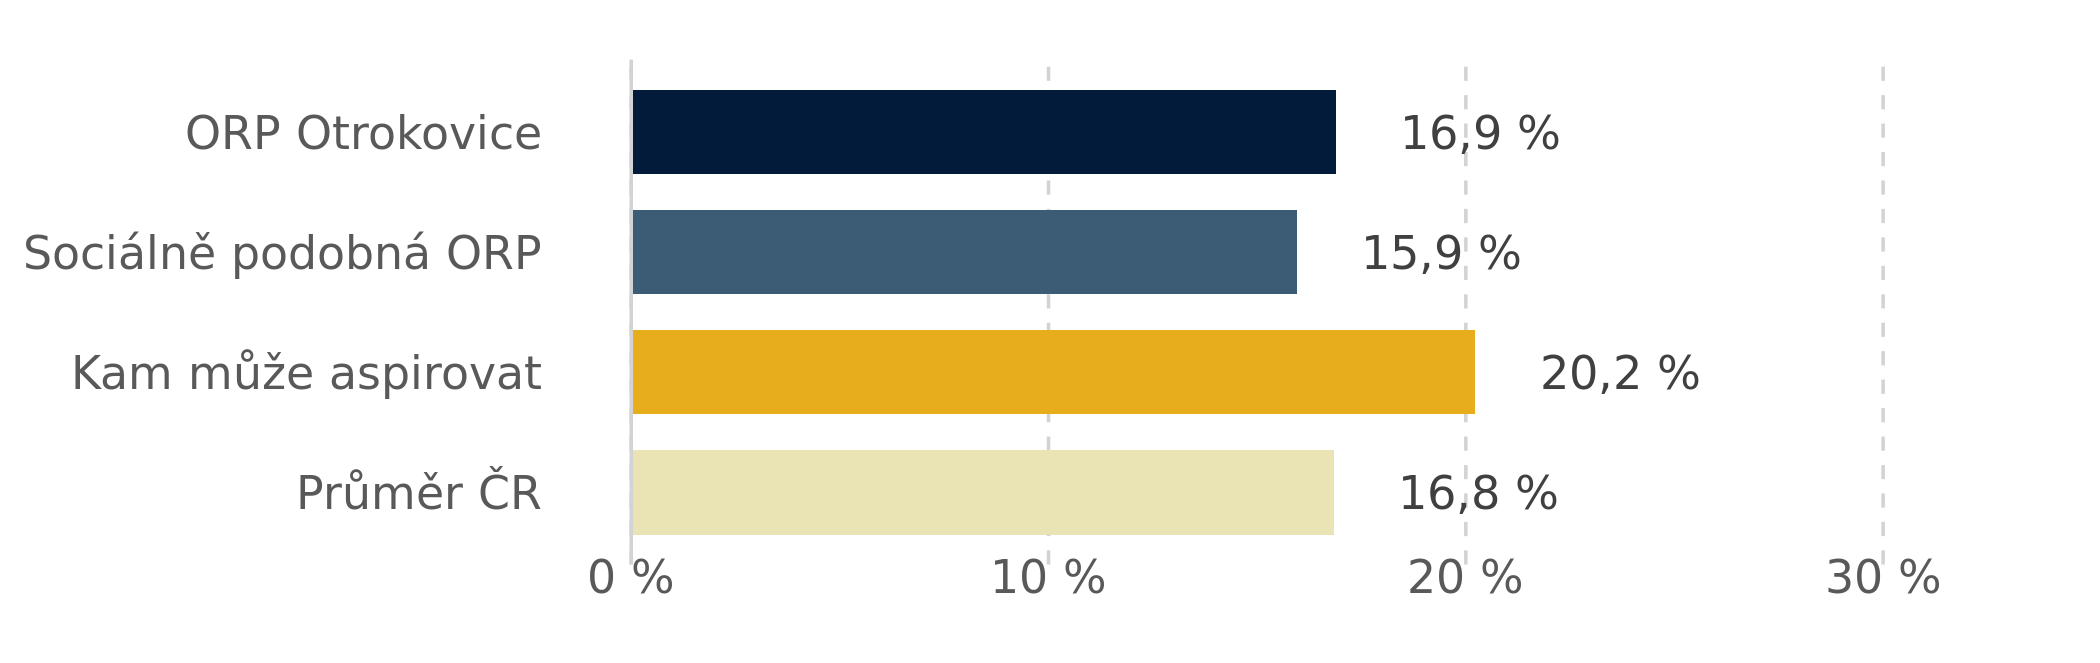 ORP Otrokovice 16,9 %
Sociálně podobná ORP 15,9 %
Kam může aspirovat 20,2 %
Průměr ČR 16,8 %
0 % 10 % 20 % 30 %